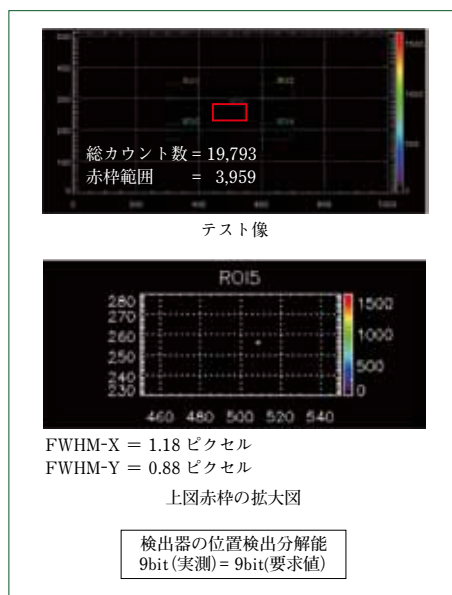 1500
総カウント数 = 19,793
赤枠範囲 = 3,959
テスト像
ROI5
280
270
260
250
240
230
1500
1000
500
0
460 480 500 520 540
FWHM-X = 1.18 ピクセル
FWHM-Y = 0.88 ピクセル
上図赤枠の拡大図
検出器の位置検出分解能
9bit(実測)= 9bit(要求値)